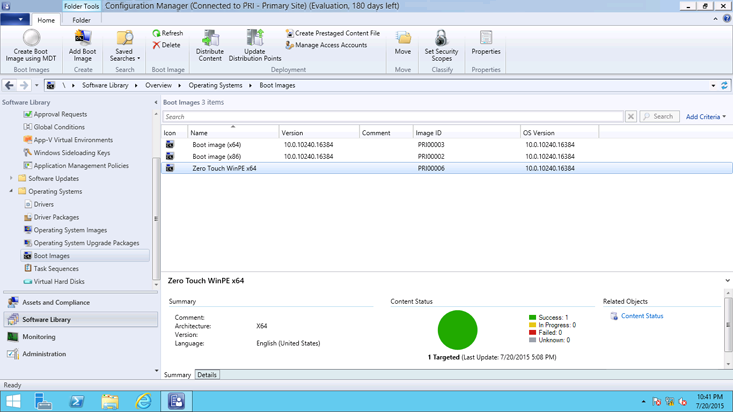 Folder Tools
Configuration Manager (Connected to PRI - Primary Site) (Evaluation, 180 days left)
Home
Folder
Create Boot Image using MDT
Add Boot Image
Saved Searches
Refresh
Delete
Distribute Content
Update Distribution Points
Create Prestaged Content File
Manage Access Accounts
Move
Set Security Scopes
Properties
Boot Images
Create
Search
Boot Image
Deployment
Move
Classify
Properties
\ Software Library Overview Operating Systems Boot Images
Software Library
Approval Requests
Global Conditions
App-V Virtual Environments
Windows Sideloading Keys
Application Management Policies
Software Updates
Operating Systems
Drivers
Driver Packages
Operating System Images
Operating System Upgrade Packages
Boot Images
Task Sequences
Virtual Hard Disks
Assets and Compliance
Software Library
Monitoring
Administration
Boot Images 3 items
Search
Search
Add Criteria
Icon Name Version Comment Image ID OS Version
Boot image (x64) 10.0.10240.16384 PRI00003 10.0.10240.16384
Boot image (x86) 10.0.10240.16384 PRI00002 10.0.10240.16384
Zero Touch WinPE x64 PRI00006 10.0.10240.16384
Zero Touch WinPE x64
Summary
Comment:
Architecture: X64
Version:
Language: English (United States)
Content Status
Success: 1
In Progress: 0
Failed: 0
Unknown: 0
1 Targeted (Last Update: 7/20/2015 5:08 PM)
Related Objects
Content Status
Summary Details
Ready
10:41 PM
7/20/2015